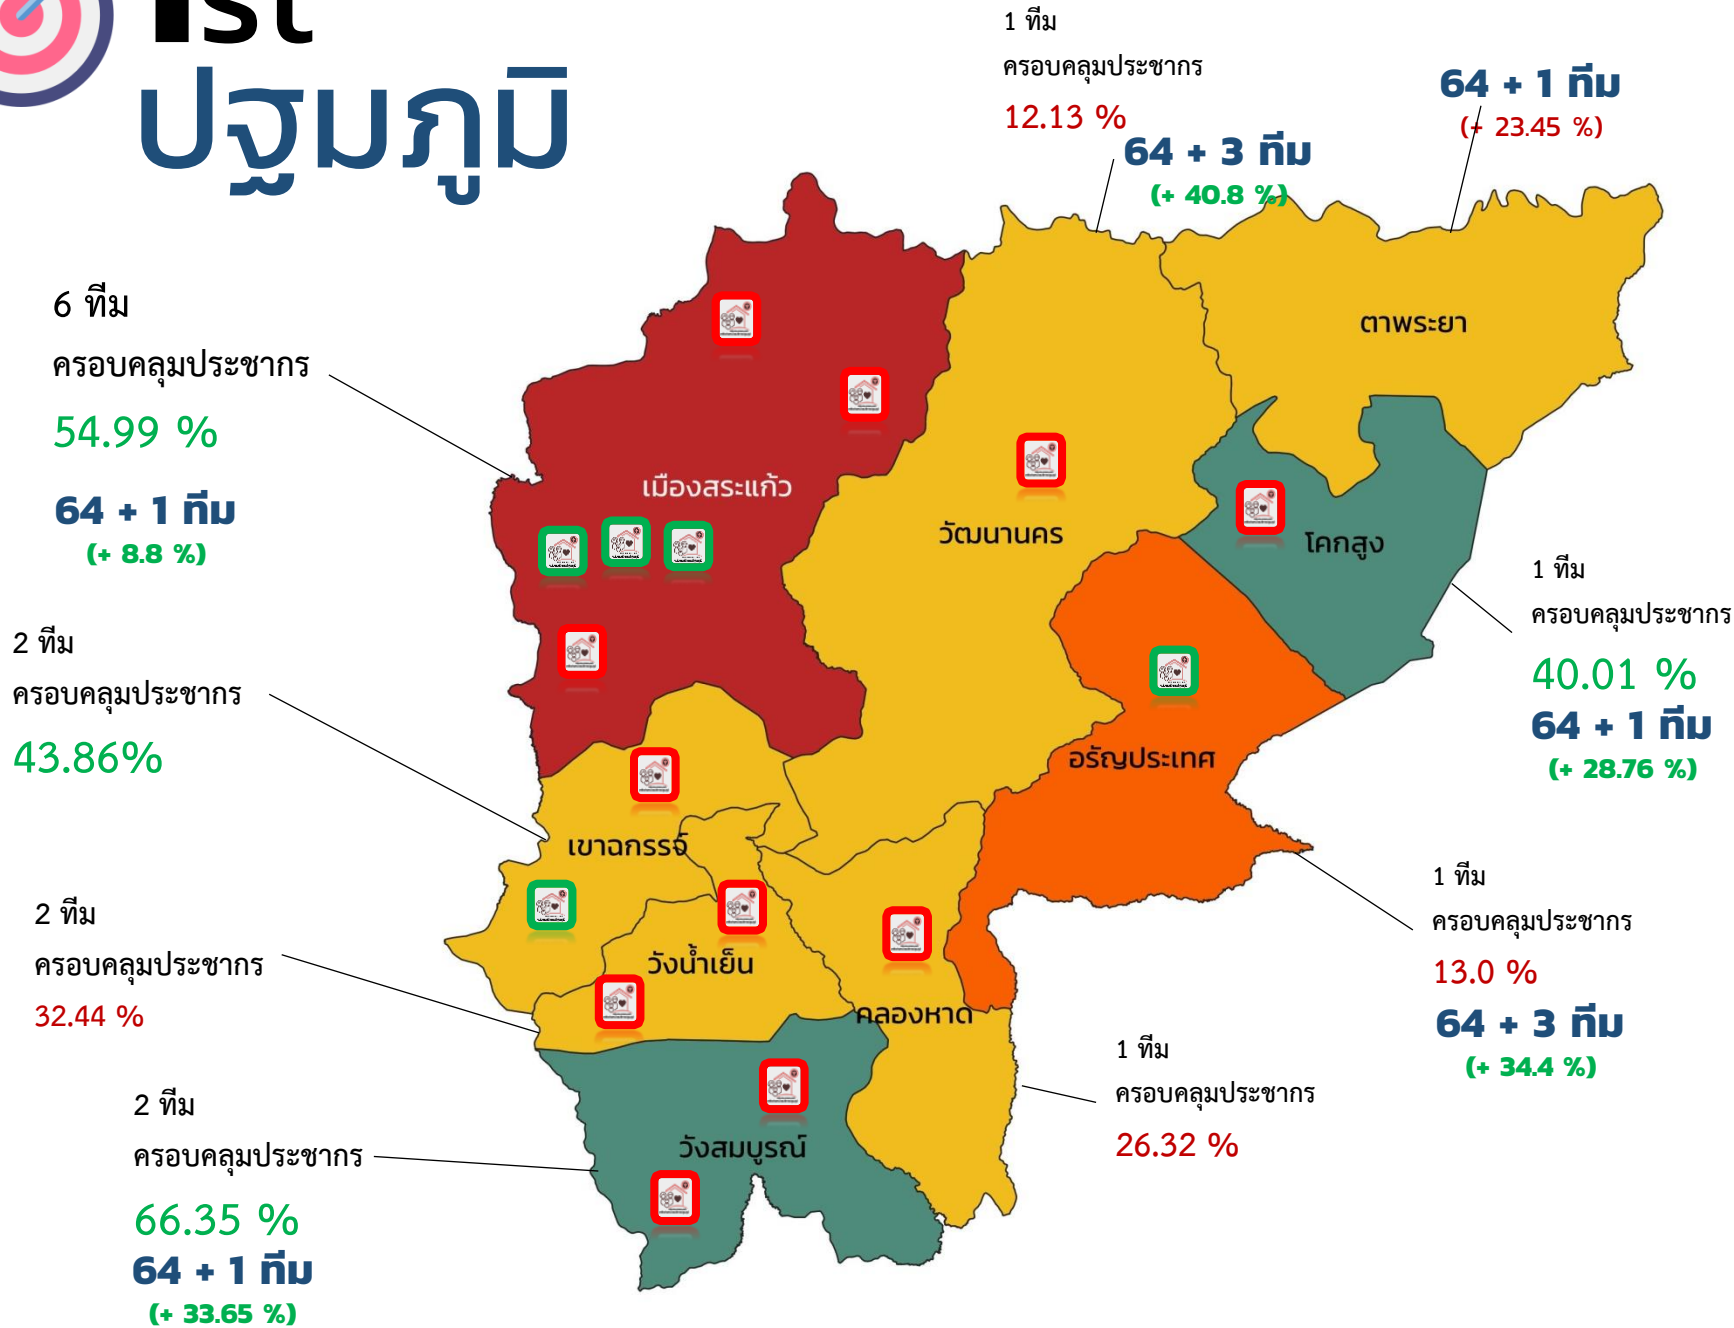 1st
ปฐมภูมิ
1 ทีม
ครอบคลุมประชากร
12.13 %
64 + 3 ทีม
(+ 40.8 %)
64 + 1 ทีม
(+ 23.45 %)
6 ทีม
ครอบคลุมประชากร
54.99 %
64 + 1 ทีม
(+ 8.8 %)
2 ทีม
ครอบคลุมประชากร
43.86%
2 ทีม
ครอบคลุมประชากร
32.44 %
2 ทีม
ครอบคลุมประชากร
66.35 %
64 + 1 ทีม
(+ 33.65 %)
ตาพระยา
เมืองสระแก้ว
วัฒนานคร
โคกสูง
อรัญประเทศ
เขาฉกรรจ์
วังน้ำเย็น
คลองหาด
วังสมบูรณ์
1 ทีม
ครอบคลุมประชากร
40.01 %
64 + 1 ทีม
(+ 28.76 %)
1 ทีม
ครอบคลุมประชากร
13.0 %
64 + 3 ทีม
(+ 34.4 %)
1 ทีม
ครอบคลุมประชากร
26.32 %